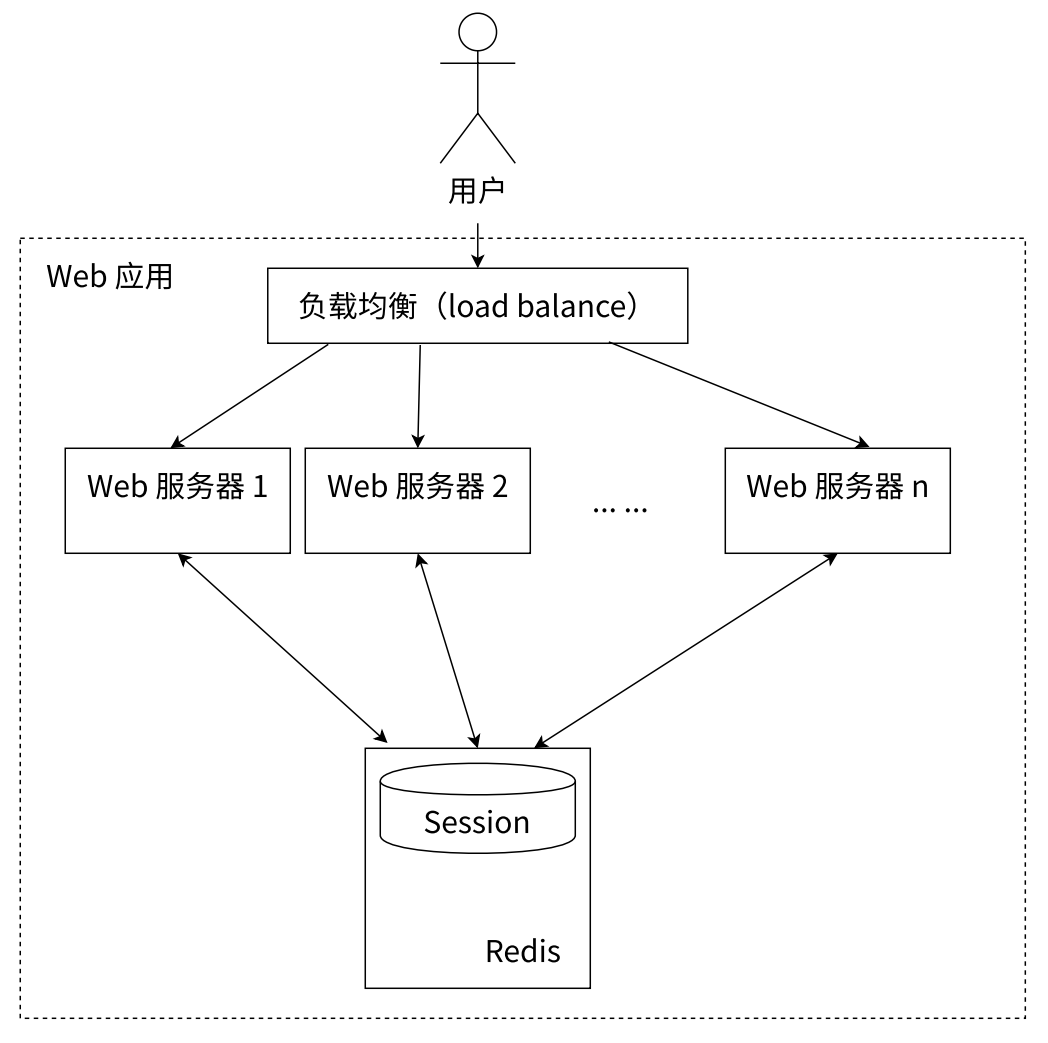 用户
Web 应用
负载均衡（load balance）
Web 服务器 1
Web 服务器 2
... ...
Web 服务器 n
Session
Redis